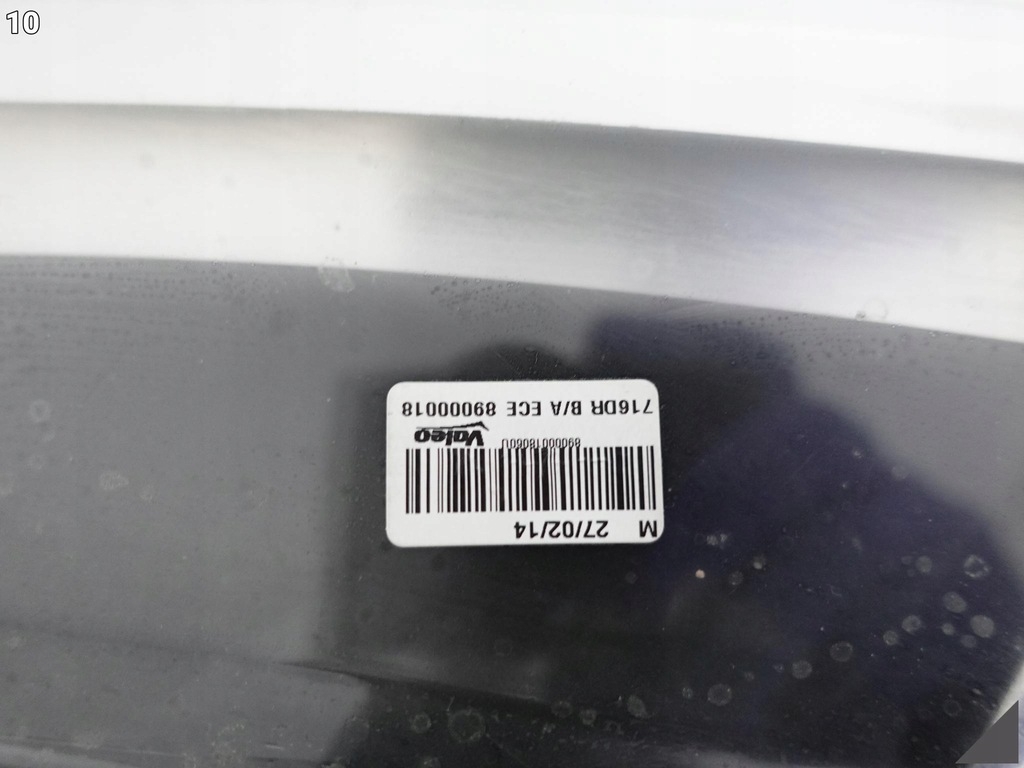 10
M 27/02/14
89000018060U
Valeo
716DR B/A ECE 89000018